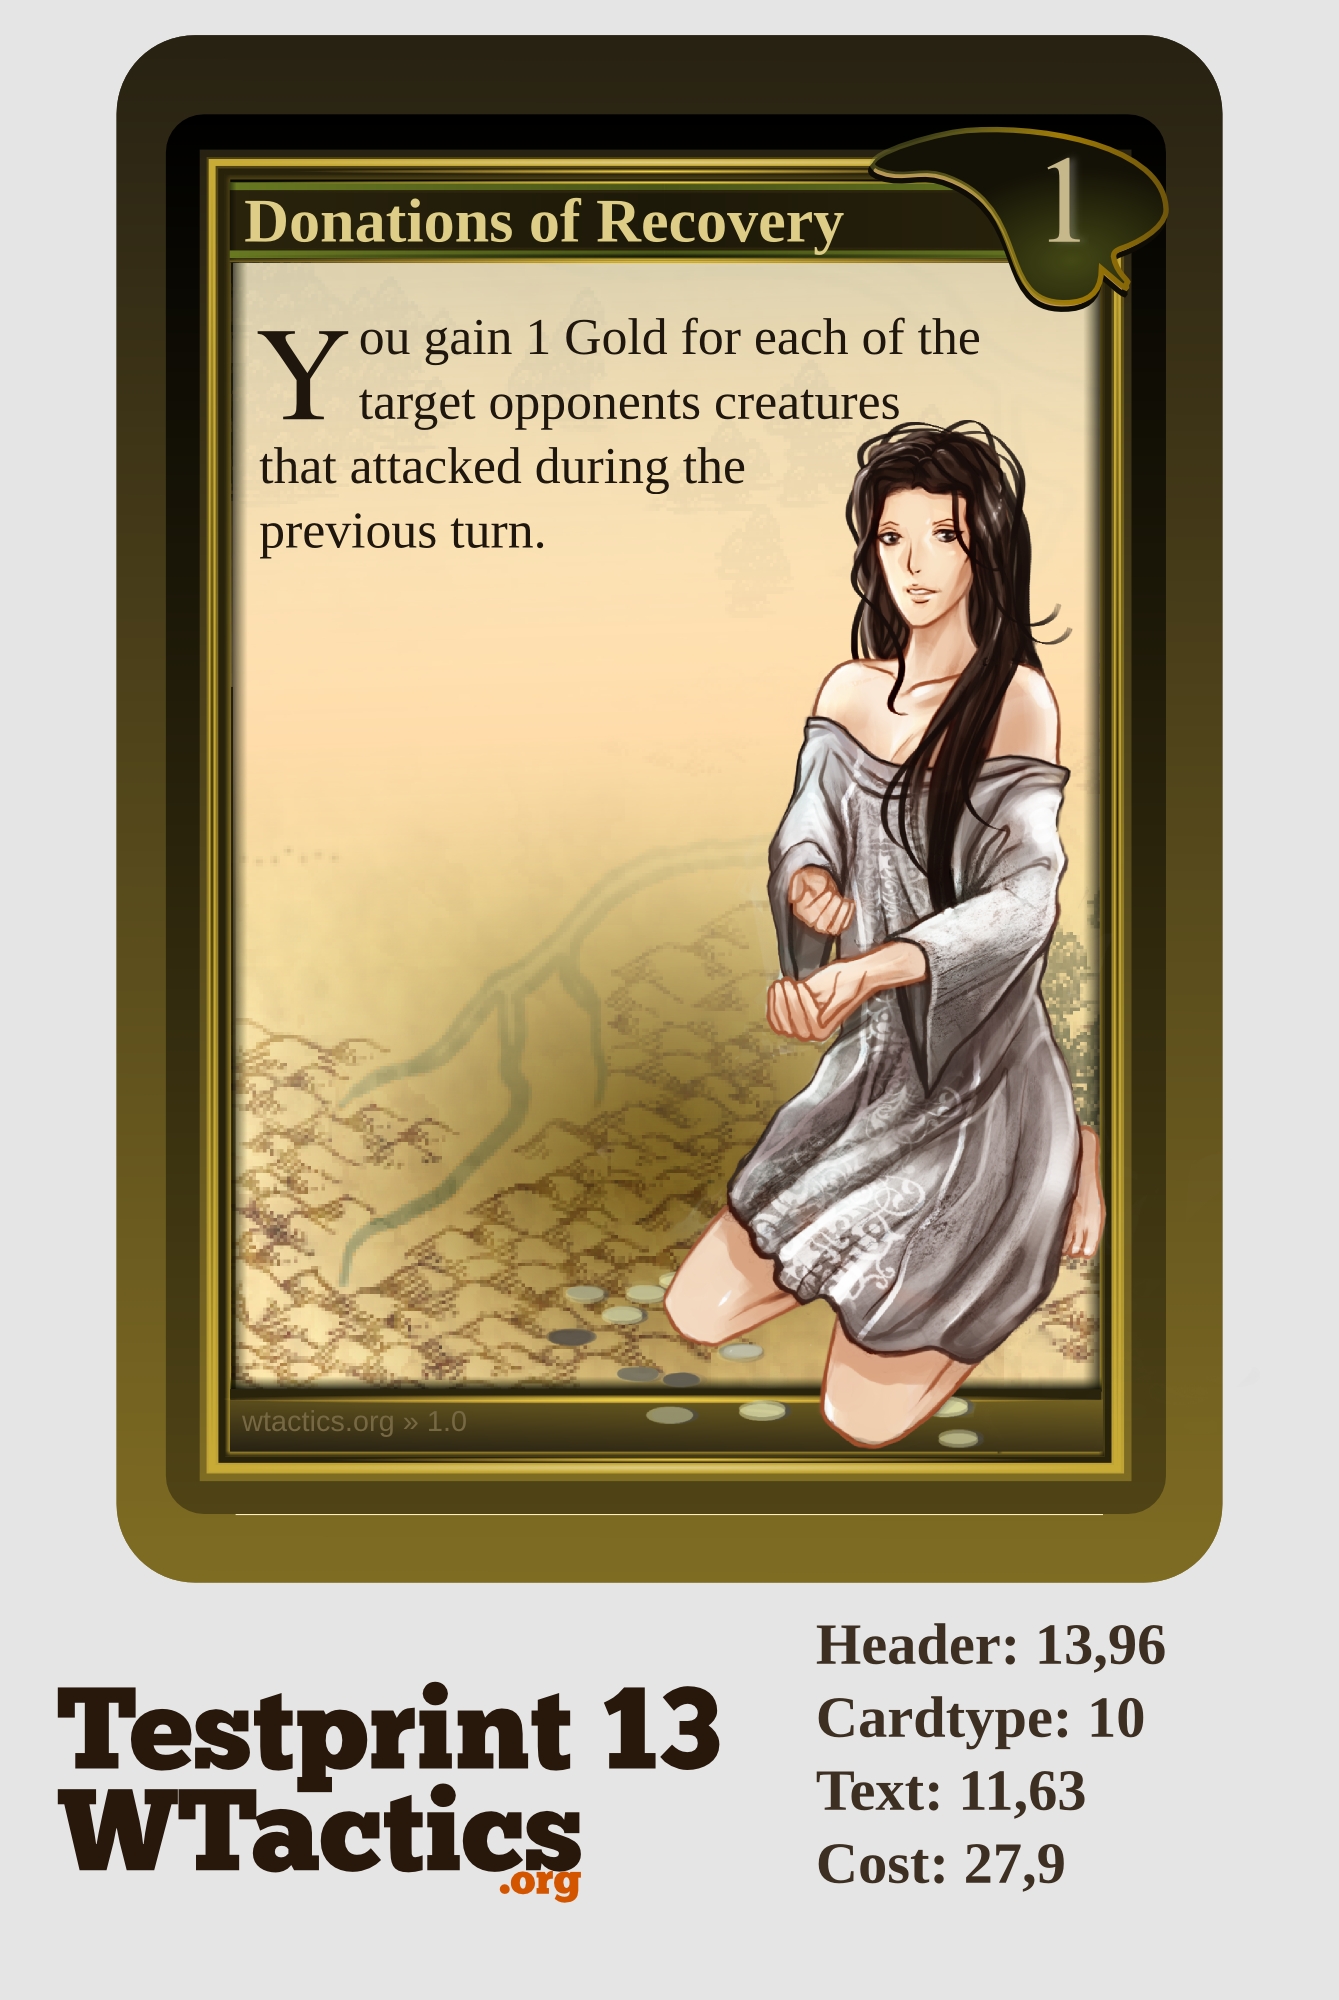 Donations of Recovery
1
You gain 1 Gold for each of the
target opponents creatures
that attacked during the
previous turn.
wtactics.org » 1.0
Testprint 13
WTactics
.org
Header: 13,96
Cardtype: 10
Text: 11,63
Cost: 27,9